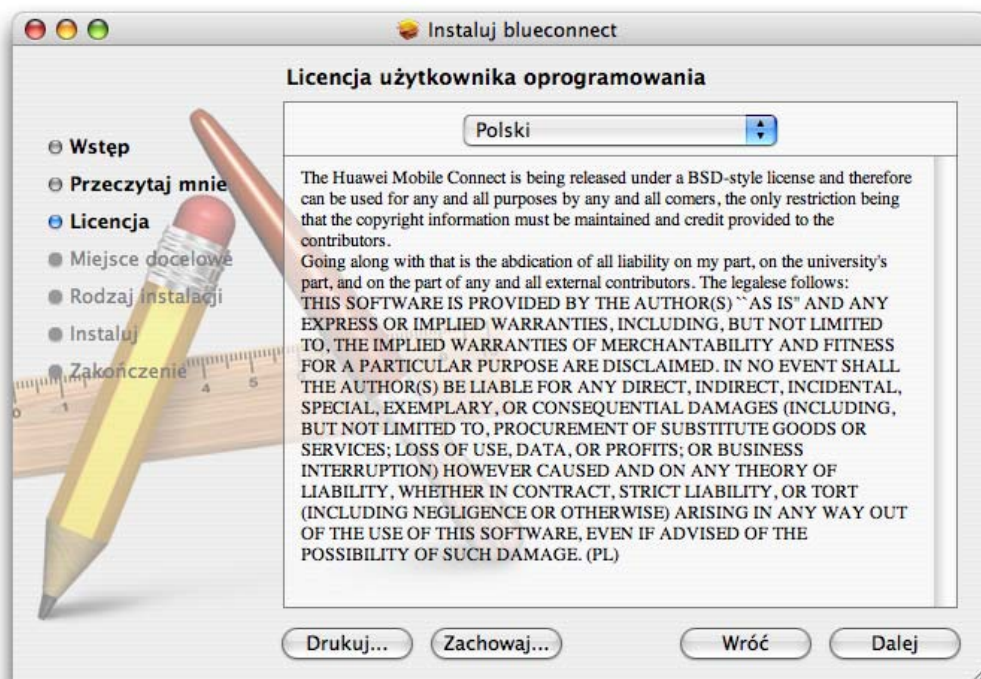 Instaluj blueconnect
Licencja użytkownika oprogramowania
Wstęp
Przeczytaj mnie
Licencja
Miejsce docelowe
Rodzaj instalacji
Instaluj
Zakończenie
0 1 4 5
Polski
The Huawei Mobile Connect is being released under a BSD-style license and therefore
can be used for any and all purposes by any and all comers, the only restriction being
that the copyright information must be maintained and credit provided to the
contributors.
Going along with that is the abdication of all liability on my part, on the university's
part, and on the part of any and all external contributors. The legalese follows:
THIS SOFTWARE IS PROVIDED BY THE AUTHOR(S) ``AS IS" AND ANY
EXPRESS OR IMPLIED WARRANTIES, INCLUDING, BUT NOT LIMITED
TO, THE IMPLIED WARRANTIES OF MERCHANTABILITY AND FITNESS
FOR A PARTICULAR PURPOSE ARE DISCLAIMED. IN NO EVENT SHALL
THE AUTHOR(S) BE LIABLE FOR ANY DIRECT, INDIRECT, INCIDENTAL,
SPECIAL, EXEMPLARY, OR CONSEQUENTIAL DAMAGES (INCLUDING,
BUT NOT LIMITED TO, PROCUREMENT OF SUBSTITUTE GOODS OR
SERVICES; LOSS OF USE, DATA, OR PROFITS; OR BUSINESS
INTERRUPTION) HOWEVER CAUSED AND ON ANY THEORY OF
LIABILITY, WHETHER IN CONTRACT, STRICT LIABILITY, OR TORT
(INCLUDING NEGLIGENCE OR OTHERWISE) ARISING IN ANY WAY OUT
OF THE USE OF THIS SOFTWARE, EVEN IF ADVISED OF THE
POSSIBILITY OF SUCH DAMAGE. (PL)
Drukuj... Zachowaj... Wróć Dalej